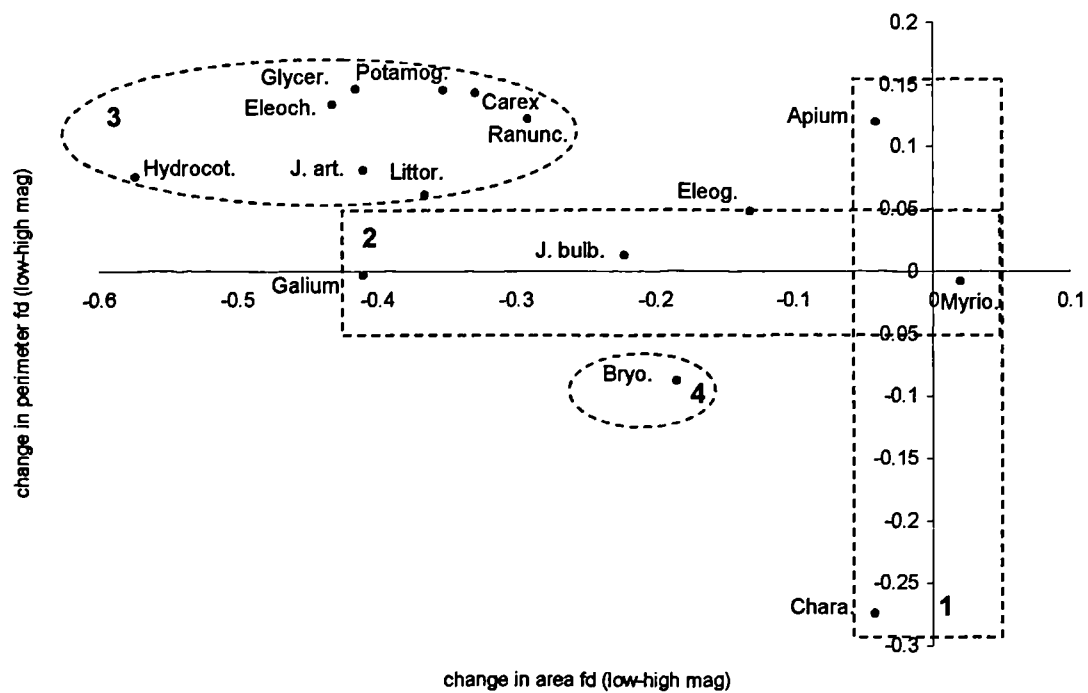 0.2
Glycer. Potamog.
0.15
3 Eleoch. Carex Apium
Ranunc.
0.1
Hydrocot. J. art. Littor. Eleog.
0.05
2
J. bulb.
0
Galium
-0.6 -0.5 -0.4 -0.3 -0.2 -0.1 0 0.1
Myrio.
0.05
Bryo. 4
-0.1
-0.15
-0.2
-0.25
Chara. 1
-0.3
change in perimeter fd (low-high mag)
change in area fd (low-high mag)